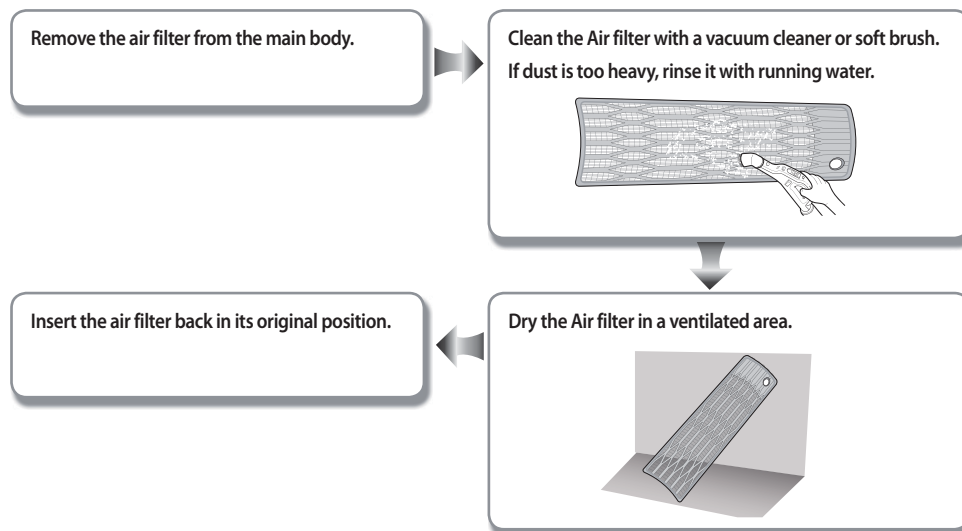 Remove the air filter from the main body.
Clean the Air filter with a vacuum cleaner or soft brush.
If dust is too heavy, rinse it with running water.
Dry the Air filter in a ventilated area.
Insert the air filter back in its original position.